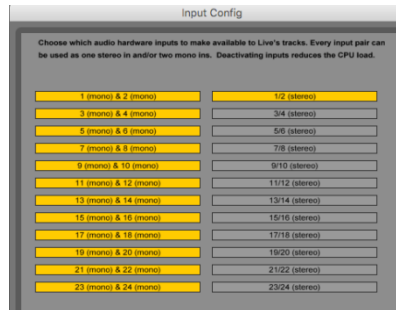 Input Config
Choose which audio hardware inputs to make available to Live's tracks. Every input pair can
be used as one stereo in and/or two mono ins. Deactivating inputs reduces the CPU load.
1 (mono) & 2 (mono) 1/2 (stereo)
3 (mono) & 4 (mono) 3/4 (stereo)
5 (mono) & 6 (mono) 5/6 (stereo)
7 (mono) & 8 (mono) 7/8 (stereo)
9 (mono) & 10 (mono) 9/10 (stereo)
11 (mono) & 12 (mono) 11/12 (stereo)
13 (mono) & 14 (mono) 13/14 (stereo)
15 (mono) & 16 (mono) 15/16 (stereo)
17 (mono) & 18 (mono) 17/18 (stereo)
19 (mono) & 20 (mono) 19/20 (stereo)
21 (mono) & 22 (mono) 21/22 (stereo)
23 (mono) & 24 (mono) 23/24 (stereo)